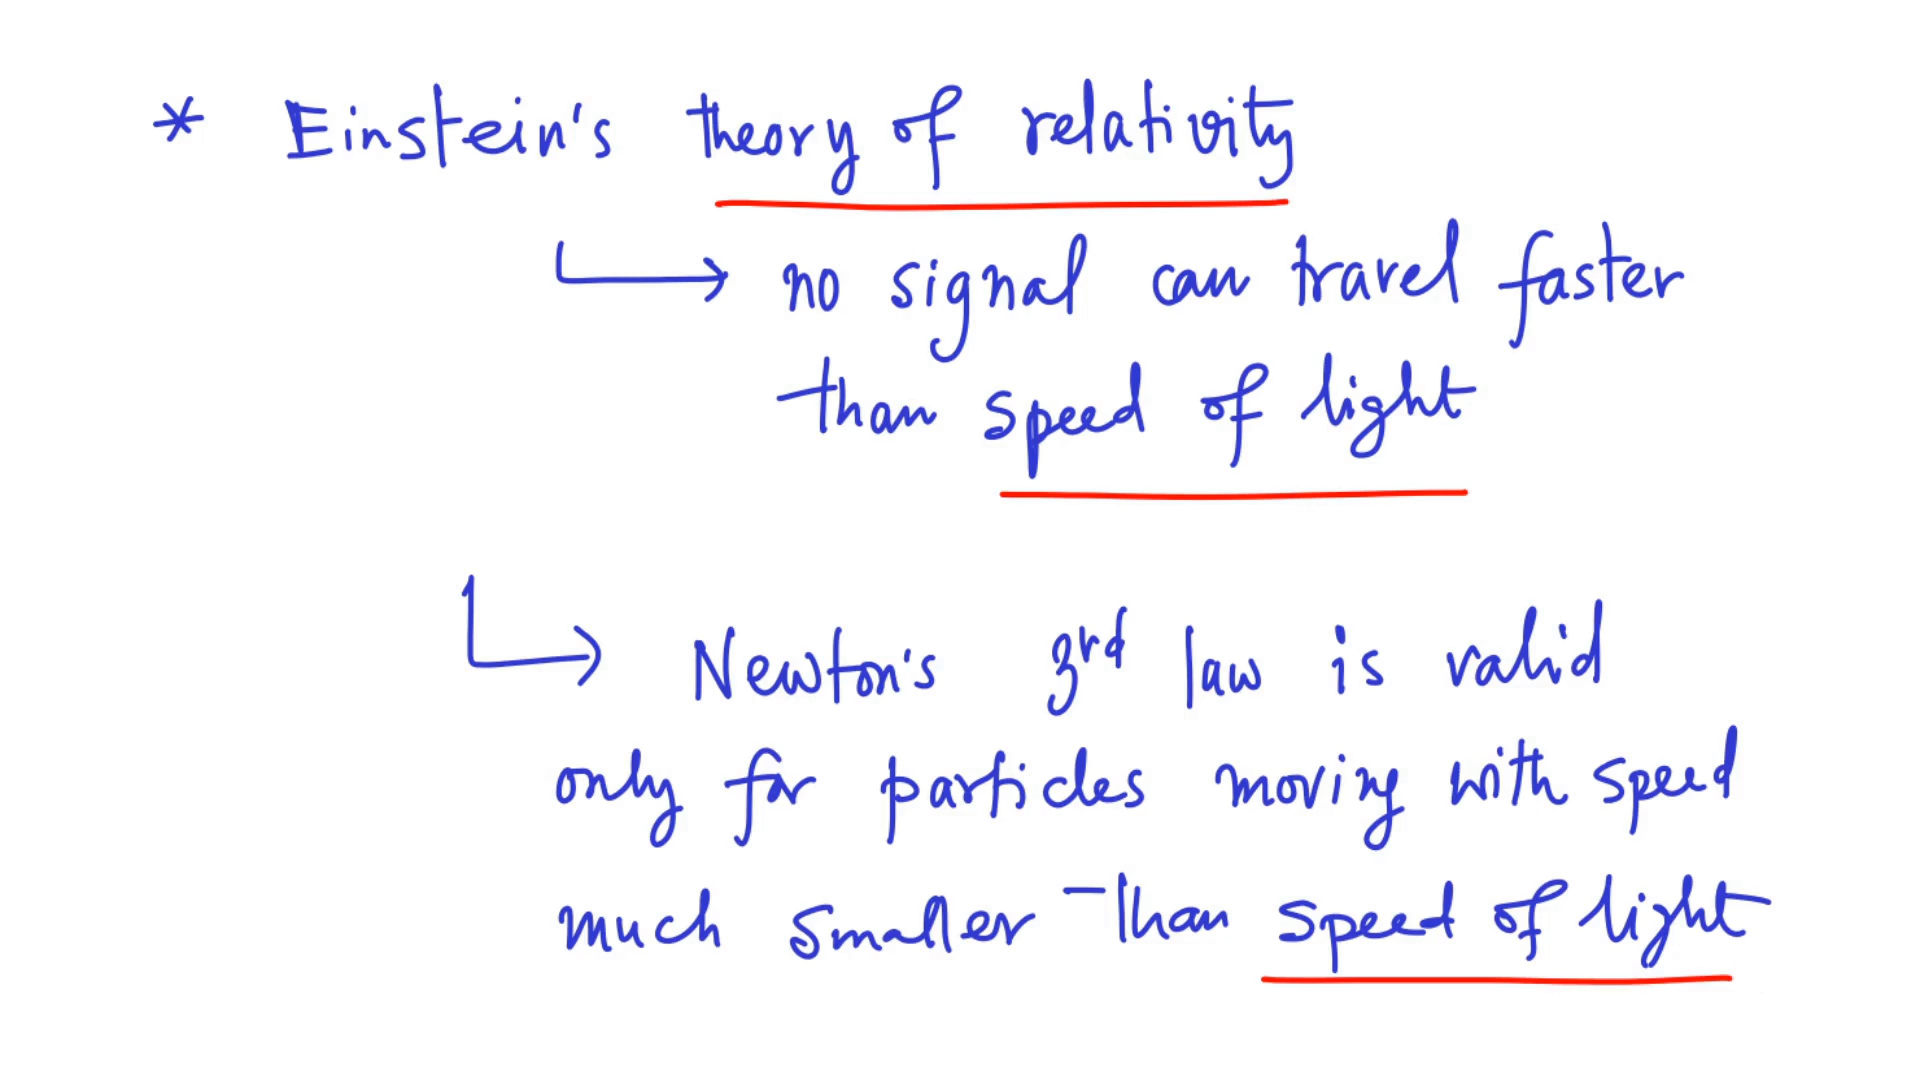 * Einstein's theory of relativity
↳ no signal can travel faster
than speed of light
↳ Newton's 3rd law is valid
only for particles moving with speed
much smaller than speed of light